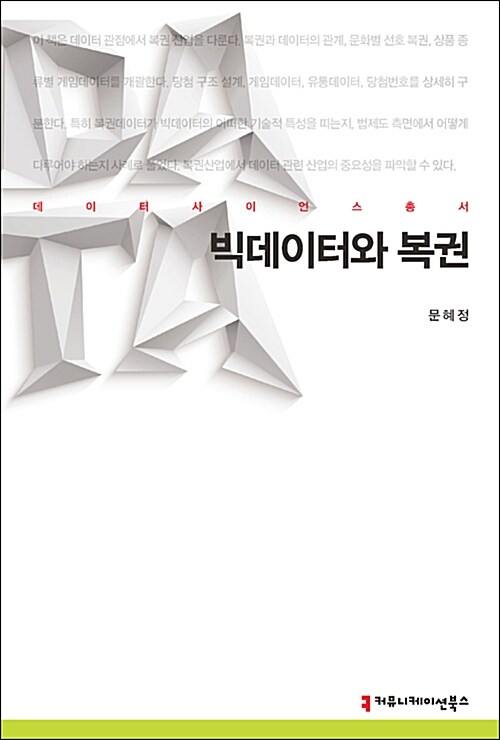 이 책은 데이터 관점에서 복권 산업을 다룬다. 복권과 데이터의 관계, 문화별 선호 복권, 상품 종
류별 게임데이터를 개괄한다. 당첨 구조 설계, 게임데이터, 유통데이터, 당첨번호를 상세히 구
분한다. 특히 복권데이터가 빅데이터의 어떠한 기술적 특성을 띠는지, 법제도 측면에서 어떻게
다루어야 하는지 사례로 풀었다. 복권산업에서 데이터 관련 산업의 중요성을 파악할 수 있다.
DA
데이터사이언스총서
TA
빅데이터와 복권
문혜정
커뮤니케이션북스